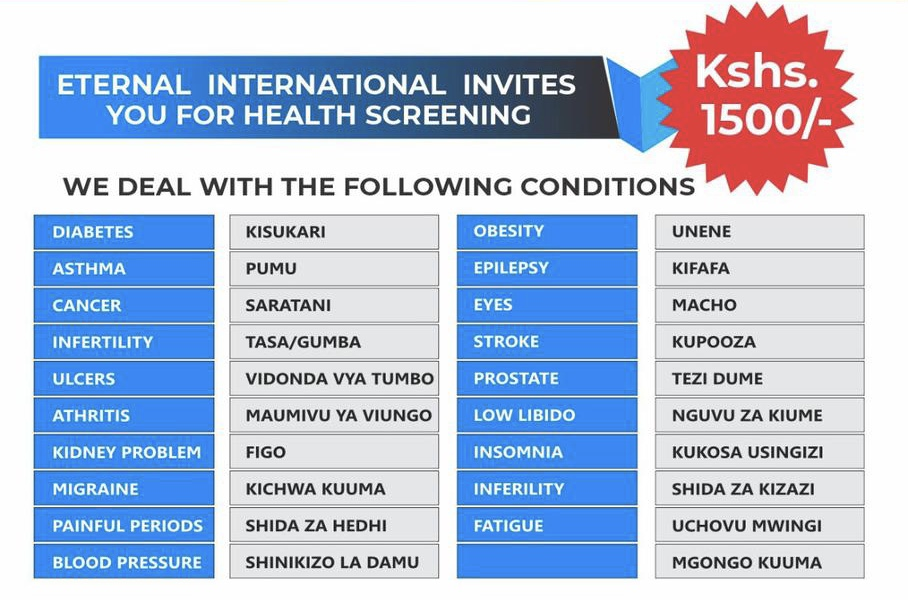 ETERNAL INTERNATIONAL INVITES
YOU FOR HEALTH SCREENING
Kshs.
1500/-
WE DEAL WITH THE FOLLOWING CONDITIONS
DIABETES KISUKARI OBESITY UNENE
ASTHMA PUMU EPILEPSY KIFAFA
CANCER SARATANI EYES MACHO
INFERTILITY TASA/GUMBA STROKE KUPOOZA
ULCERS VIDONDA VYA TUMBO PROSTATE TEZI DUME
ATHRITIS MAUMIVU YA VIUNGO LOW LIBIDO NGUVU ZA KIUME
KIDNEY PROBLEM FIGO INSOMNIA KUKOSA USINGIZI
MIGRAINE KICHWA KUUMA INFERILITY SHIDA ZA KIZAZI
PAINFUL PERIODS SHIDA ZA HEDHI FATIGUE UCHOVU MWINGI
BLOOD PRESSURE SHINIKIZO LA DAMU MGONGO KUUMA